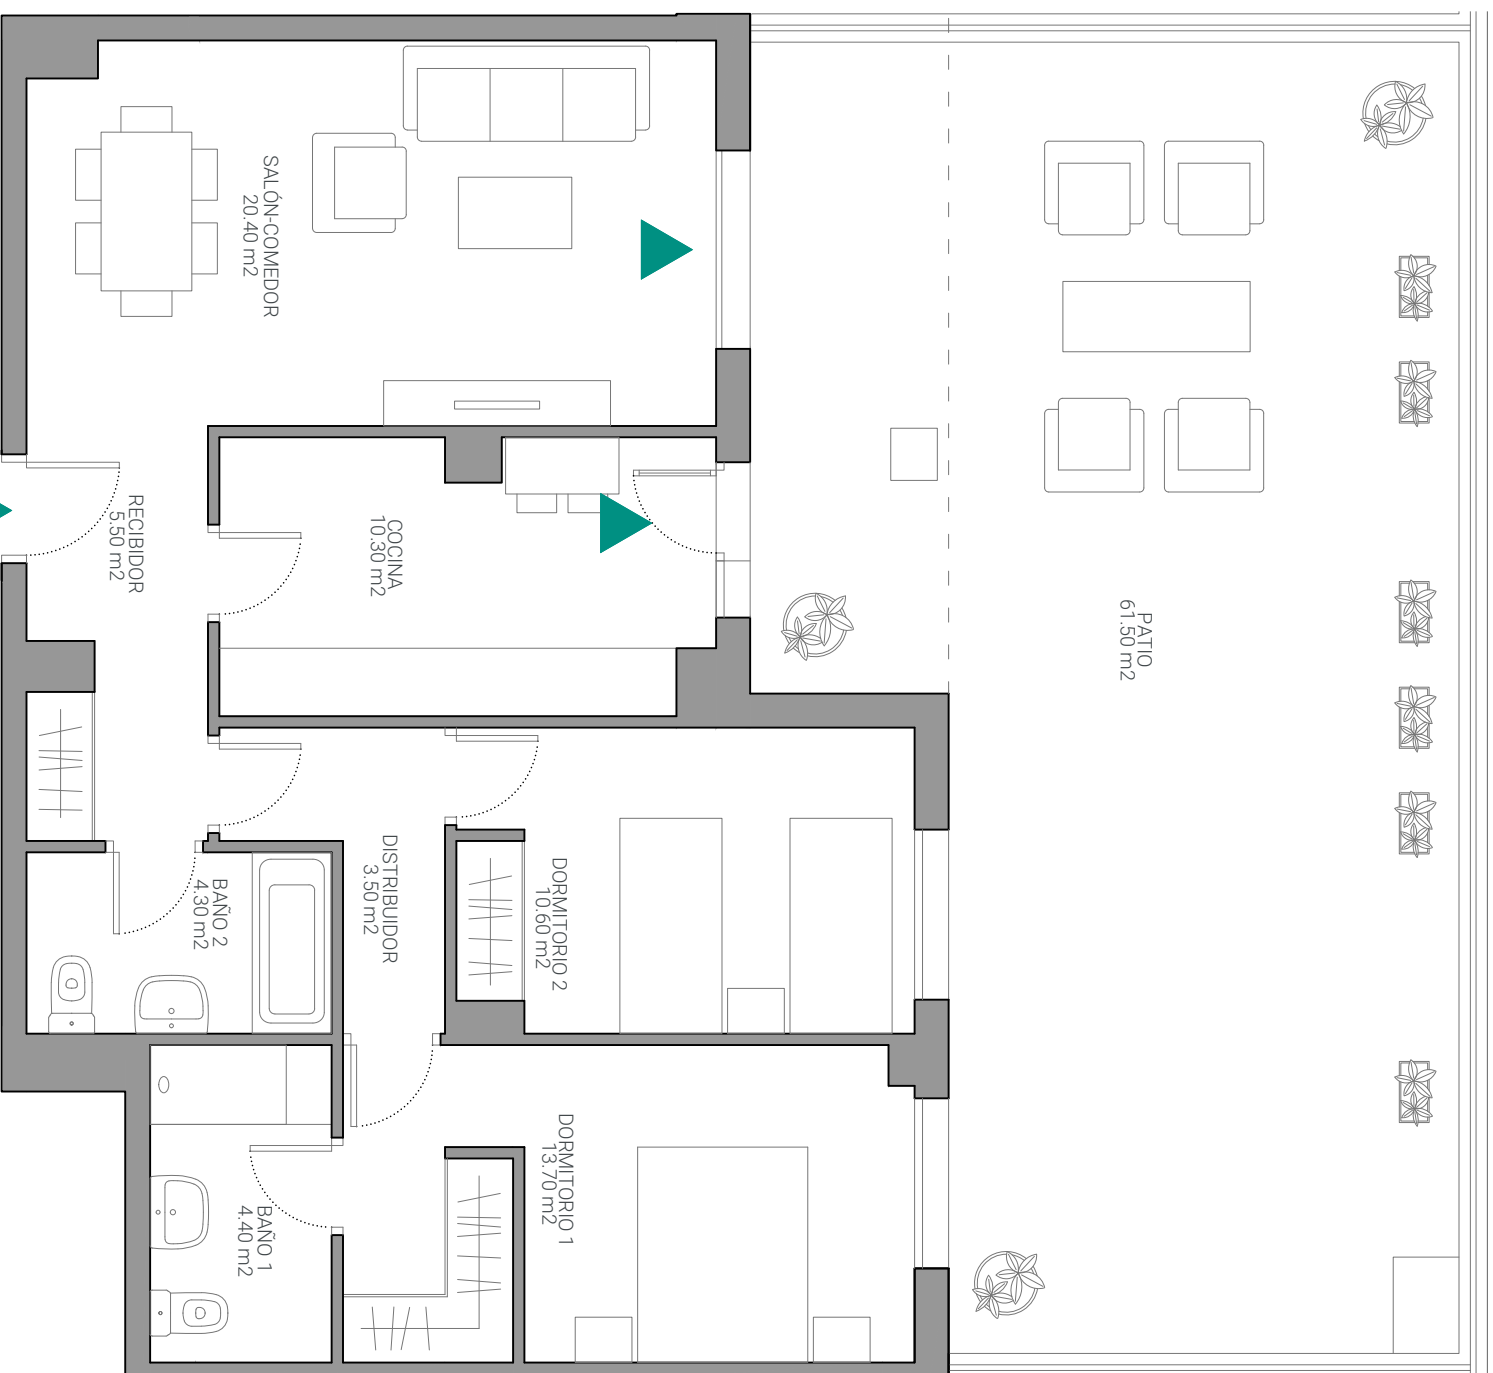 SALÓN-COMEDOR
20.40 m2
RECIBIDOR
5.50 m2
COCINA
10.30 m2
PATIO
61.50 m2
DISTRIBUIDOR
3.50 m2
DORMITORIO 2
10.60 m2
BAÑO 2
4.30 m2
DORMITORIO 1
13.70 m2
BAÑO 1
4.40 m2